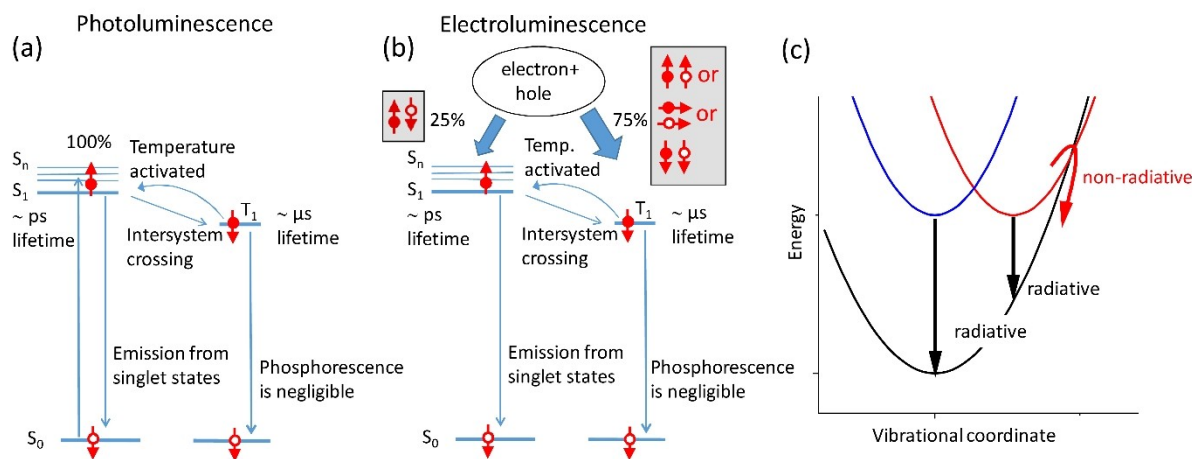 Photoluminescence
(a)
100%
Temperature
activated
Sn
S1
~ ps
lifetime
T1
~ μs
lifetime
Intersystem
crossing
Emission from
singlet states
Phosphorescence
is negligible
S0
Electroluminescence
(b)
electron+
hole
25%
75%
or
or
Temp.
activated
Sn
S1
~ ps
lifetime
T1
~ μs
lifetime
Intersystem
crossing
Emission from
singlet states
Phosphorescence
is negligible
S0
(c)
non-radiative
Energy
radiative
radiative
Vibrational coordinate